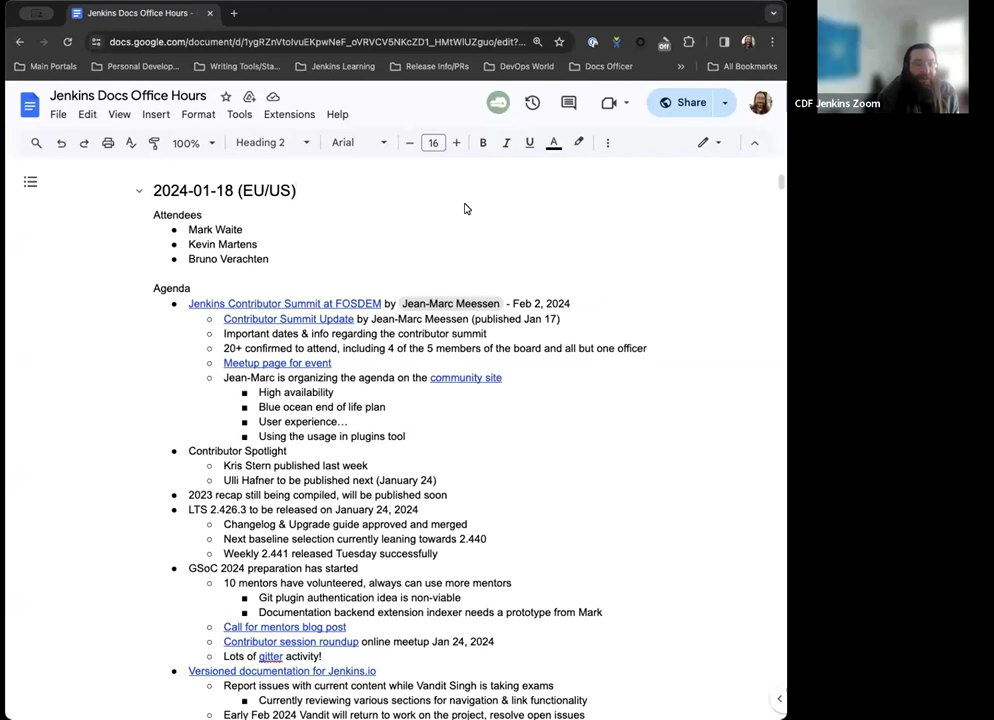 Jenkins Docs Office Hours -
docs.google.com/document/d/1ygRZnVtoIvuEKpwNeF_oVRVCV5NKcZD1_HMtWlUZguo/edit?...
Main Portals
Personal Develop...
Writing Tools/Sta...
Jenkins Learning
Release Info/PRs
DevOps World
Docs Officer
All Bookmarks
Jenkins Docs Office Hours
File Edit View Insert Format Tools Extensions Help
Share
100% Heading 2 Arial 16 B I U A
CDF Jenkins Zoom
2024-01-18 (EU/US)
Attendees
Mark Waite
Kevin Martens
Bruno Verachten
Agenda
Jenkins Contributor Summit at FOSDEM by Jean-Marc Meessen - Feb 2, 2024
Contributor Summit Update by Jean-Marc Meessen (published Jan 17)
Important dates & info regarding the contributor summit
20+ confirmed to attend, including 4 of the 5 members of the board and all but one officer
Meetup page for event
Jean-Marc is organizing the agenda on the community site
High availability
Blue ocean end of life plan
User experience…
Using the usage in plugins tool
Contributor Spotlight
Kris Stern published last week
Ulli Hafner to be published next (January 24)
2023 recap still being compiled, will be published soon
LTS 2.426.3 to be released on January 24, 2024
Changelog & Upgrade guide approved and merged
Next baseline selection currently leaning towards 2.440
Weekly 2.441 released Tuesday successfully
GSoC 2024 preparation has started
10 mentors have volunteered, always can use more mentors
Git plugin authentication idea is non-viable
Documentation backend extension indexer needs a prototype from Mark
Call for mentors blog post
Contributor session roundup online meetup Jan 24, 2024
Lots of gitter activity!
Versioned documentation for Jenkins.io
Report issues with current content while Vandit Singh is taking exams
Currently reviewing various sections for navigation & link functionality
Early Feb 2024 Vandit will return to work on the project, resolve open issues